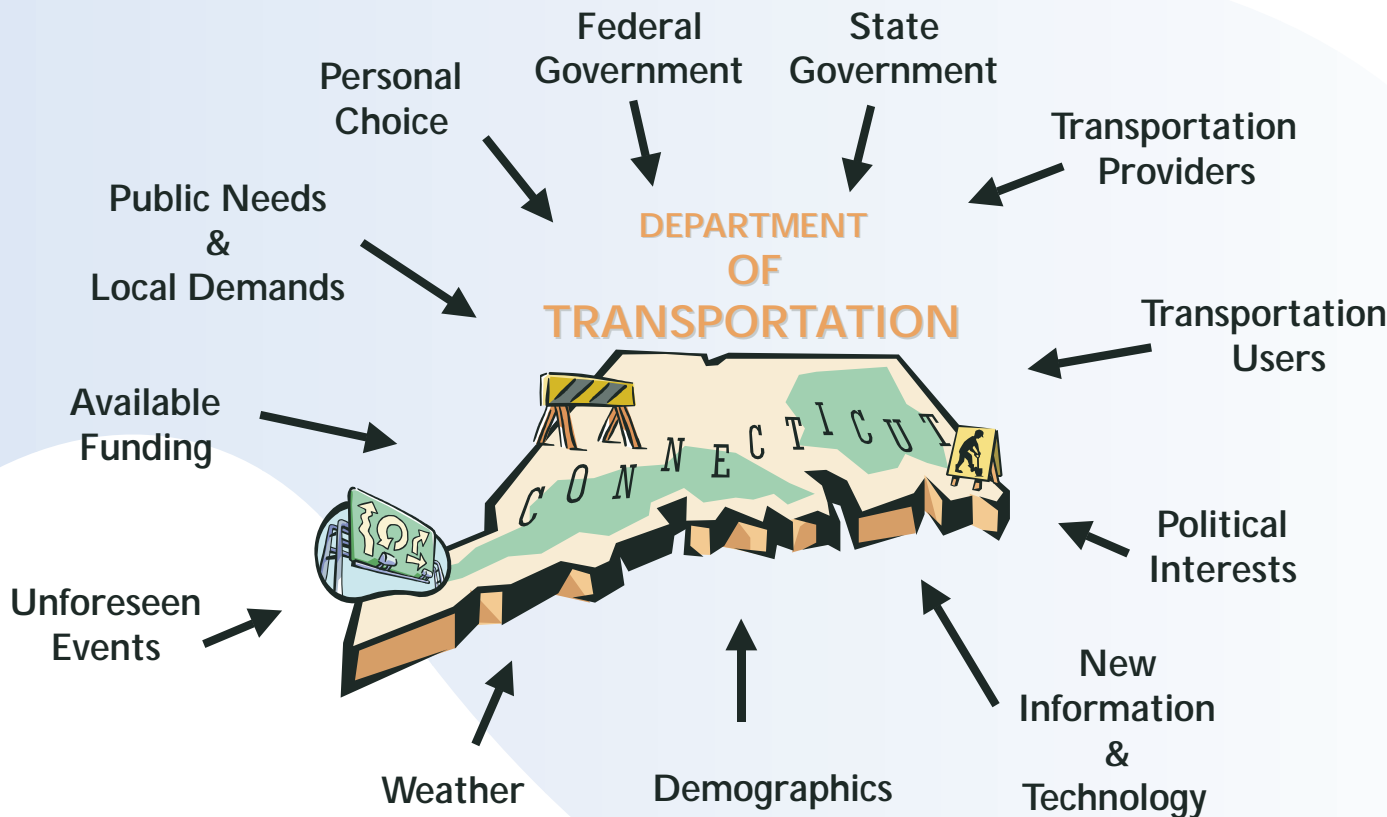 Federal
Government
State
Government
Personal
Choice
Transportation
Providers
Public Needs
&
Local Demands
DEPARTMENT
OF
TRANSPORTATION
Transportation
Users
Available
Funding
CONNECTICUT
Political
Interests
Unforeseen
Events
New
Information
&
Technology
Weather
Demographics